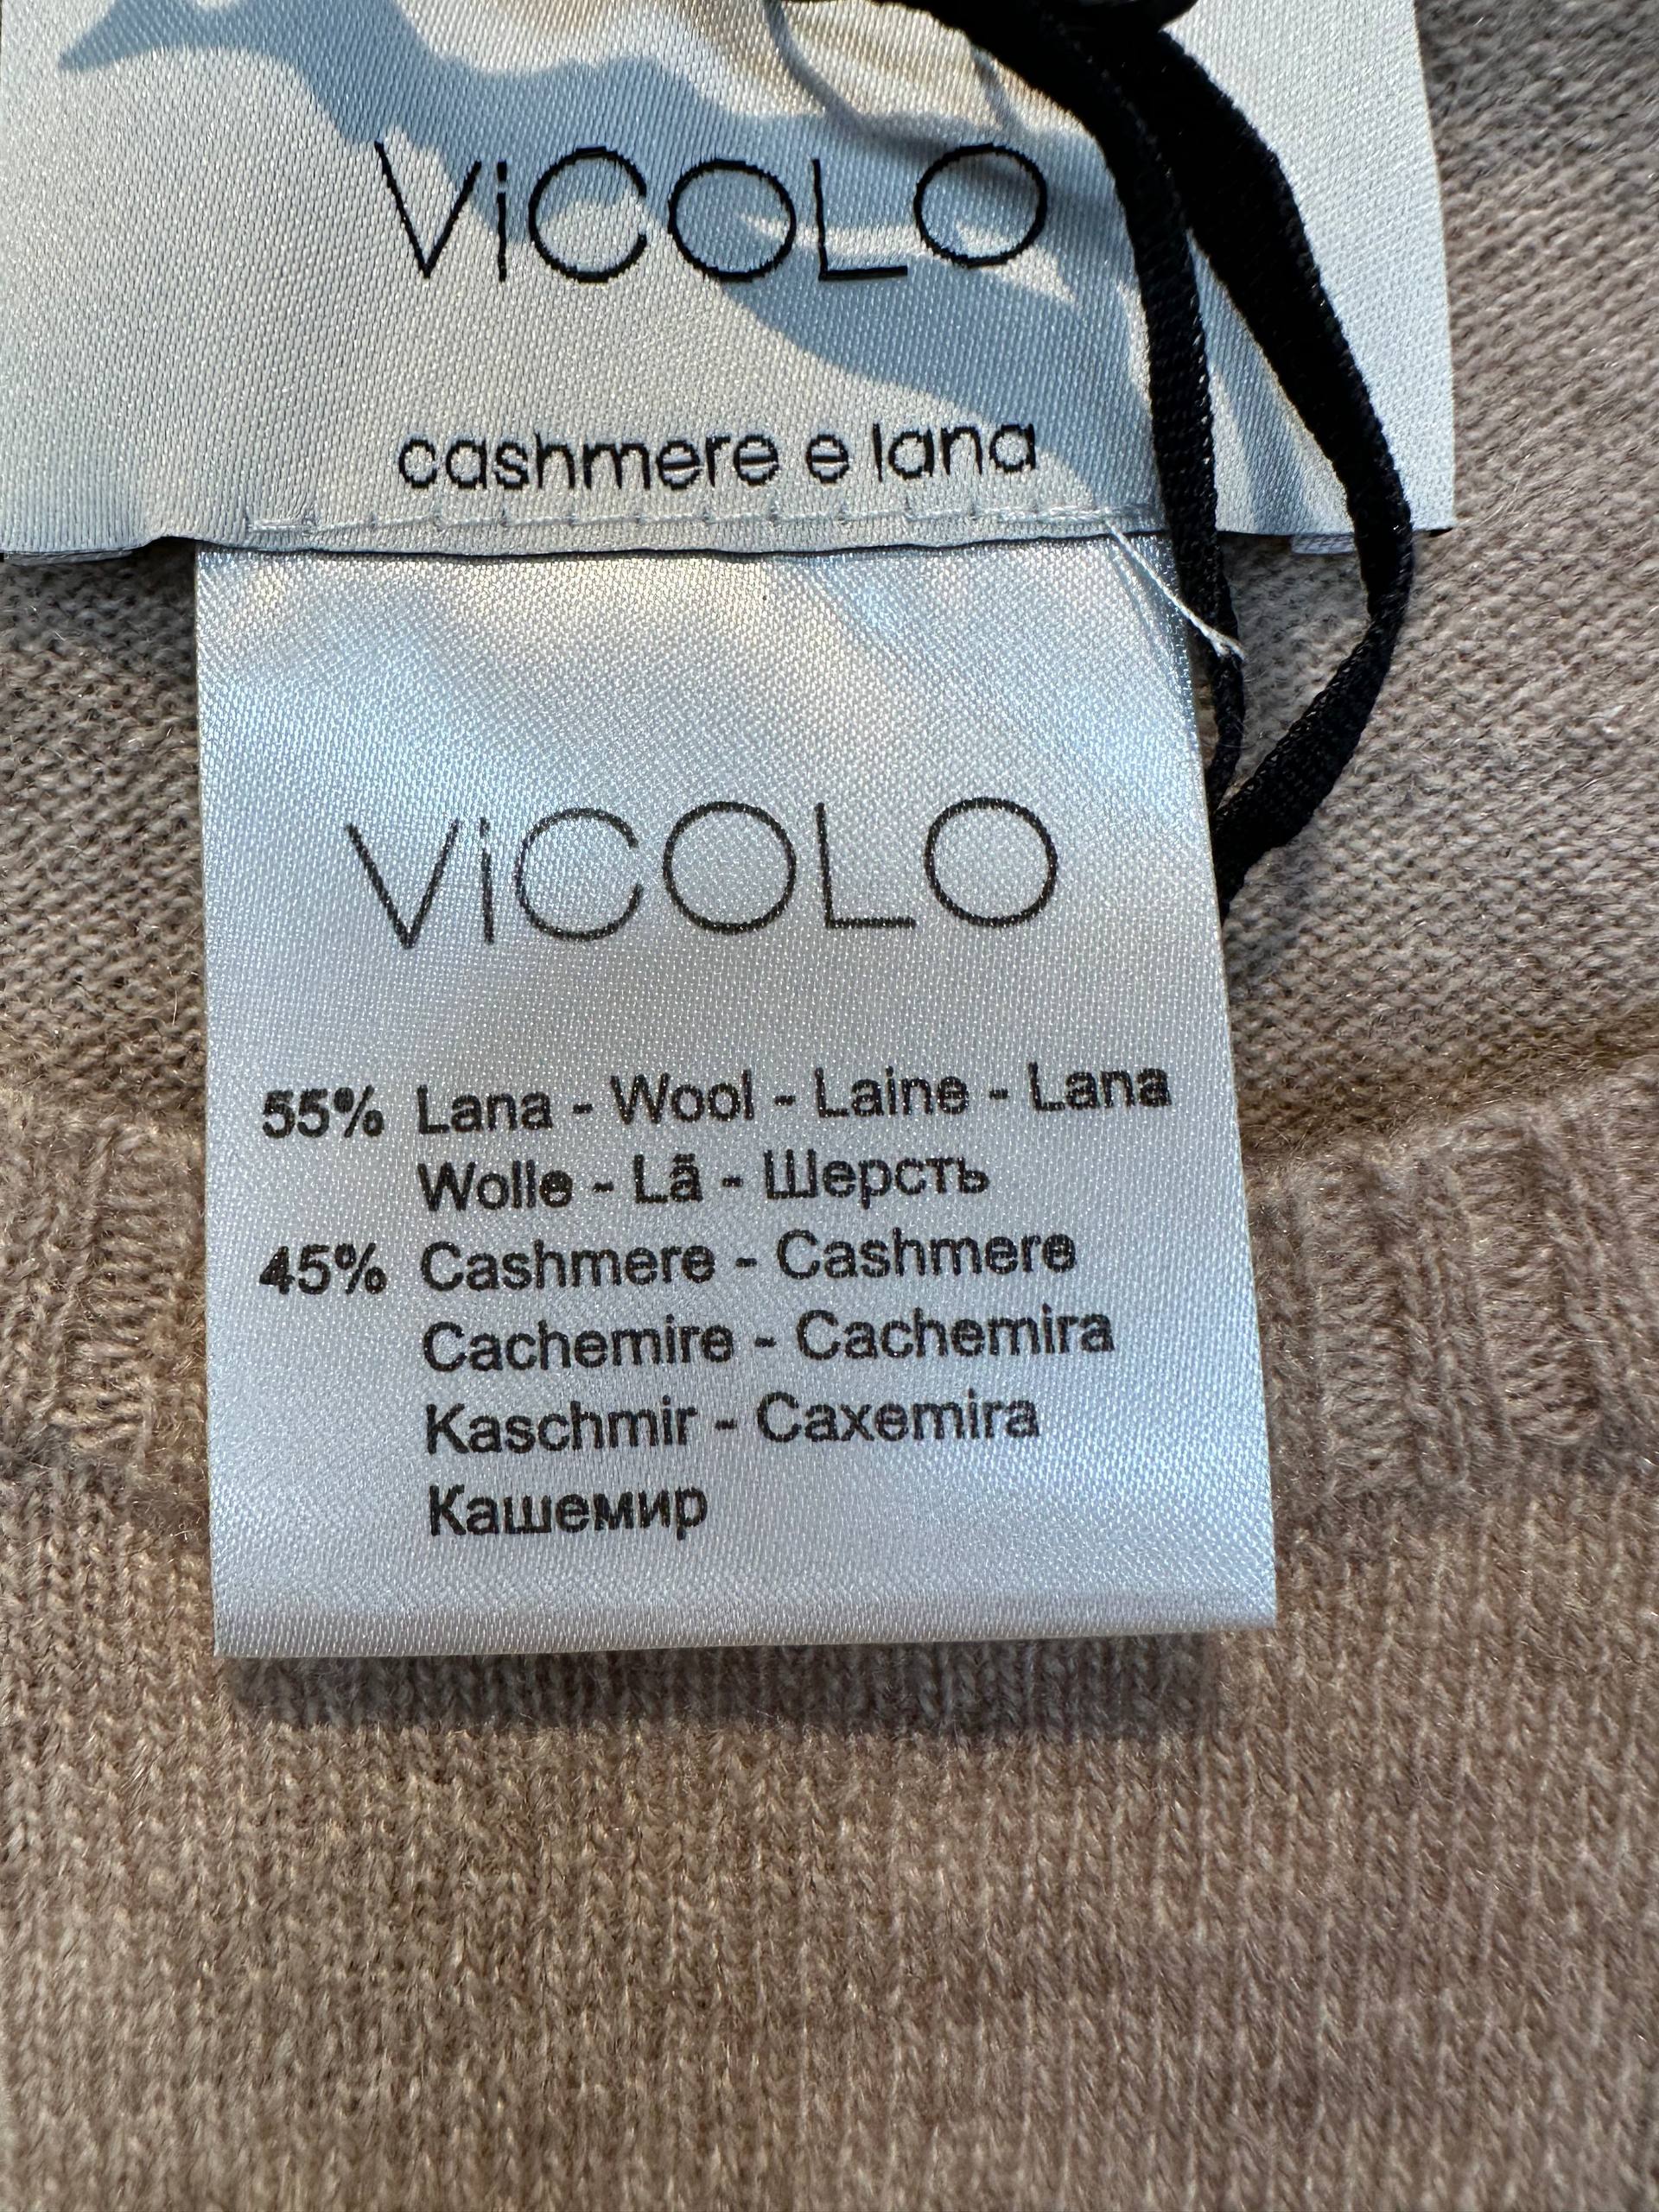 ViCOLO
cashmere e lana
ViCOLO
55% Lana - Wool - Laine - Lana
Wolle - Lã - Шерсть
45% Cashmere - Cashmere
Cachemire - Cachemira
Kaschmir - Caxemira
Кашемир